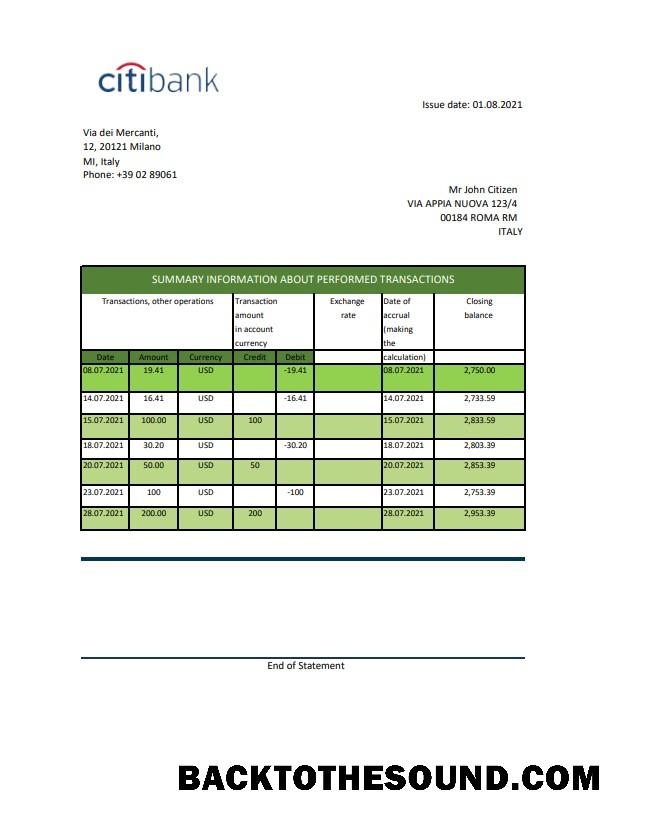 citibank
Issue date: 01.08.2021
Via dei Mercanti,
12, 20121 Milano
MI, Italy
Phone: +39 02 89061
Mr John Citizen
VIA APPIA NUOVA 123/4
00184 ROMA RM
ITALY
SUMMARY INFORMATION ABOUT PERFORMED TRANSACTIONS
Transactions, other operations Transaction Exchange Date of Closing
amount rate accrual balance
in account (making
currency the
Date Amount Currency Credit Debit calculation)
08.07.2021 19.41 USD -19.41 08.07.2021 2,750.00
14.07.2021 16.41 USD -16.41 14.07.2021 2,733.59
15.07.2021 100.00 USD 100 15.07.2021 2,833.59
18.07.2021 30.20 USD -30.20 18.07.2021 2,803.39
20.07.2021 50.00 USD 50 20.07.2021 2,853.39
23.07.2021 100 USD -100 23.07.2021 2,753.39
28.07.2021 200.00 USD 200 28.07.2021 2,953.39
End of Statement
BACKTOTHESOUND.COM